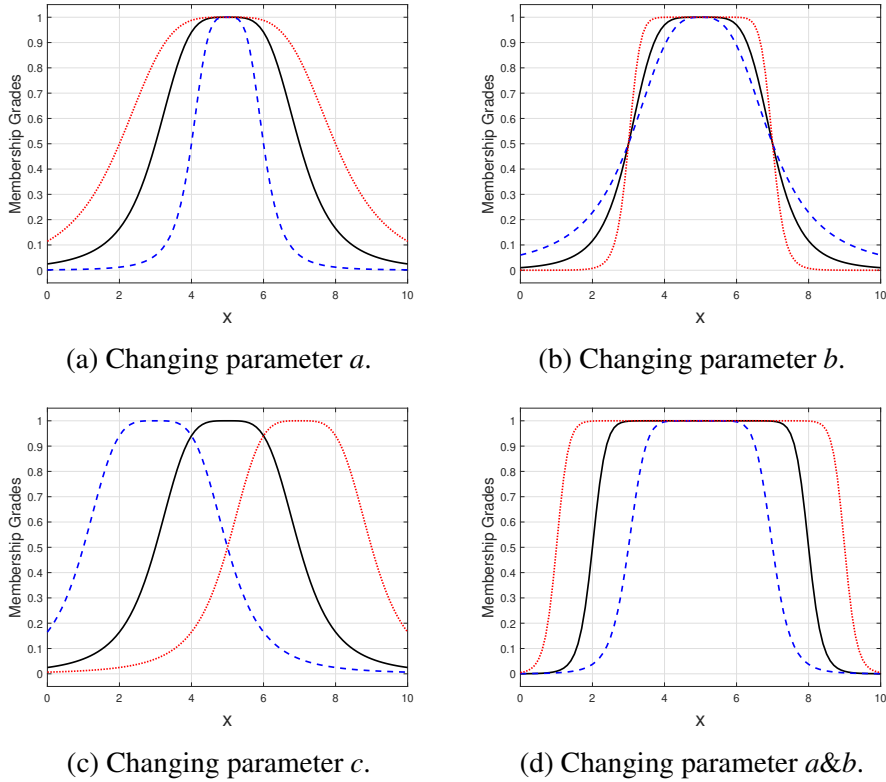 1
0.9
0.8
0.7
0.6
0.5
0.4
0.3
0.2
0.1
0
Membership Grades
0 2 4 6 8 10
X
(a) Changing parameter a.
1
0.9
0.8
0.7
0.6
0.5
0.4
0.3
0.2
0.1
0
Membership Grades
0 2 4 6 8 10
X
(b) Changing parameter b.
1
0.9
0.8
0.7
0.6
0.5
0.4
0.3
0.2
0.1
0
Membership Grades
0 2 4 6 8 10
X
(c) Changing parameter c.
1
0.9
0.8
0.7
0.6
0.5
0.4
0.3
0.2
0.1
0
Membership Grades
0 2 4 6 8 10
X
(d) Changing parameter a&b.